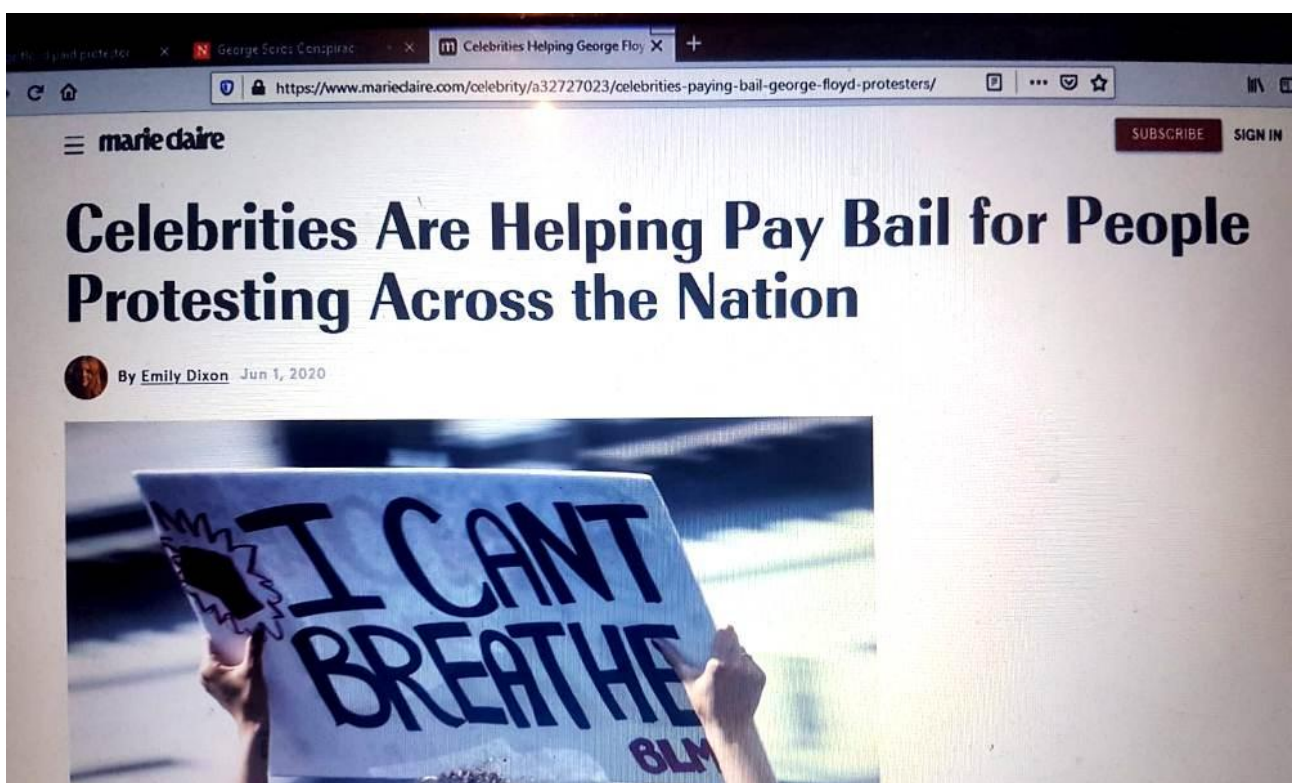 George Soros Conspirac
Celebrities Helping George Floy
https://www.marieclaire.com/celebrity/a32727023/celebrities-paying-bail-george-floyd-protesters/
marie claire
SUBSCRIBE SIGN IN
Celebrities Are Helping Pay Bail for People
Protesting Across the Nation
By Emily Dixon Jun 1, 2020
I CANT
BREATHE
BLM